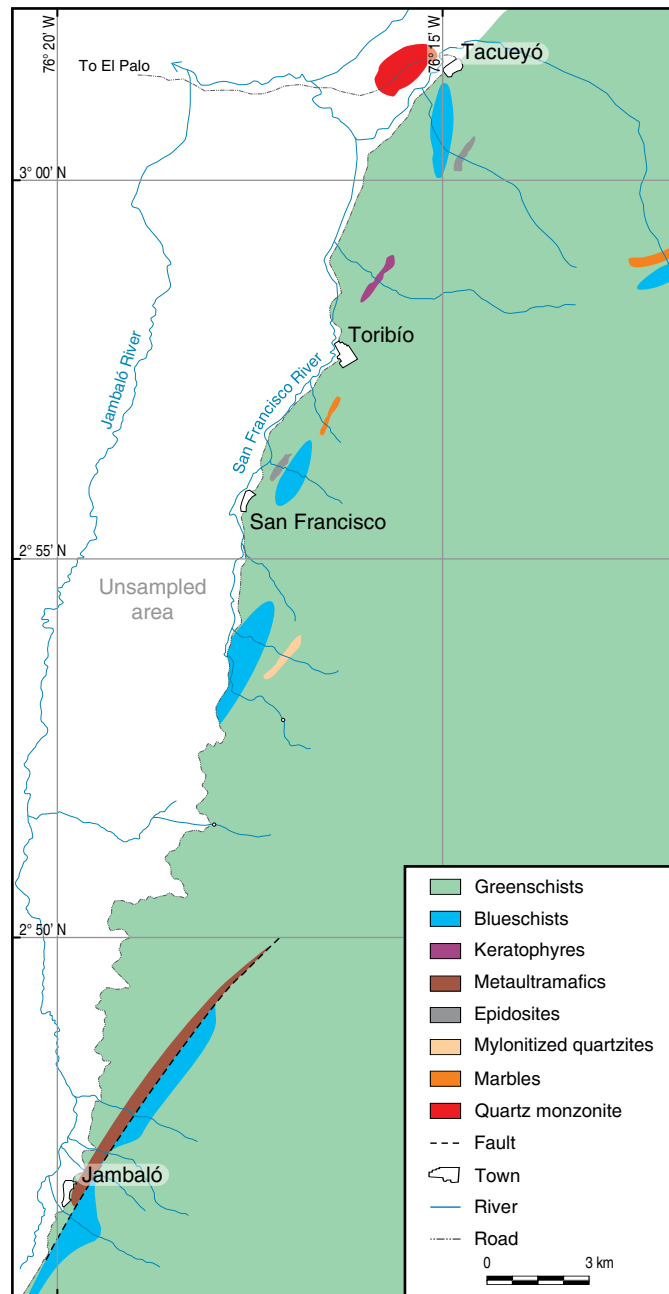 76° 20' W
76° 15' W
To El Palo
Tacueyó
3° 00' N
Jambaló River
Toribío
San Francisco River
San Francisco
2° 55' N
Unsampled
area
2° 50' N
Jambaló
Greenschists
Blueschists
Keratophyres
Metaultramafics
Epidosites
Mylonitized quartzites
Marbles
Quartz monzonite
Fault
Town
River
Road
0 3 km